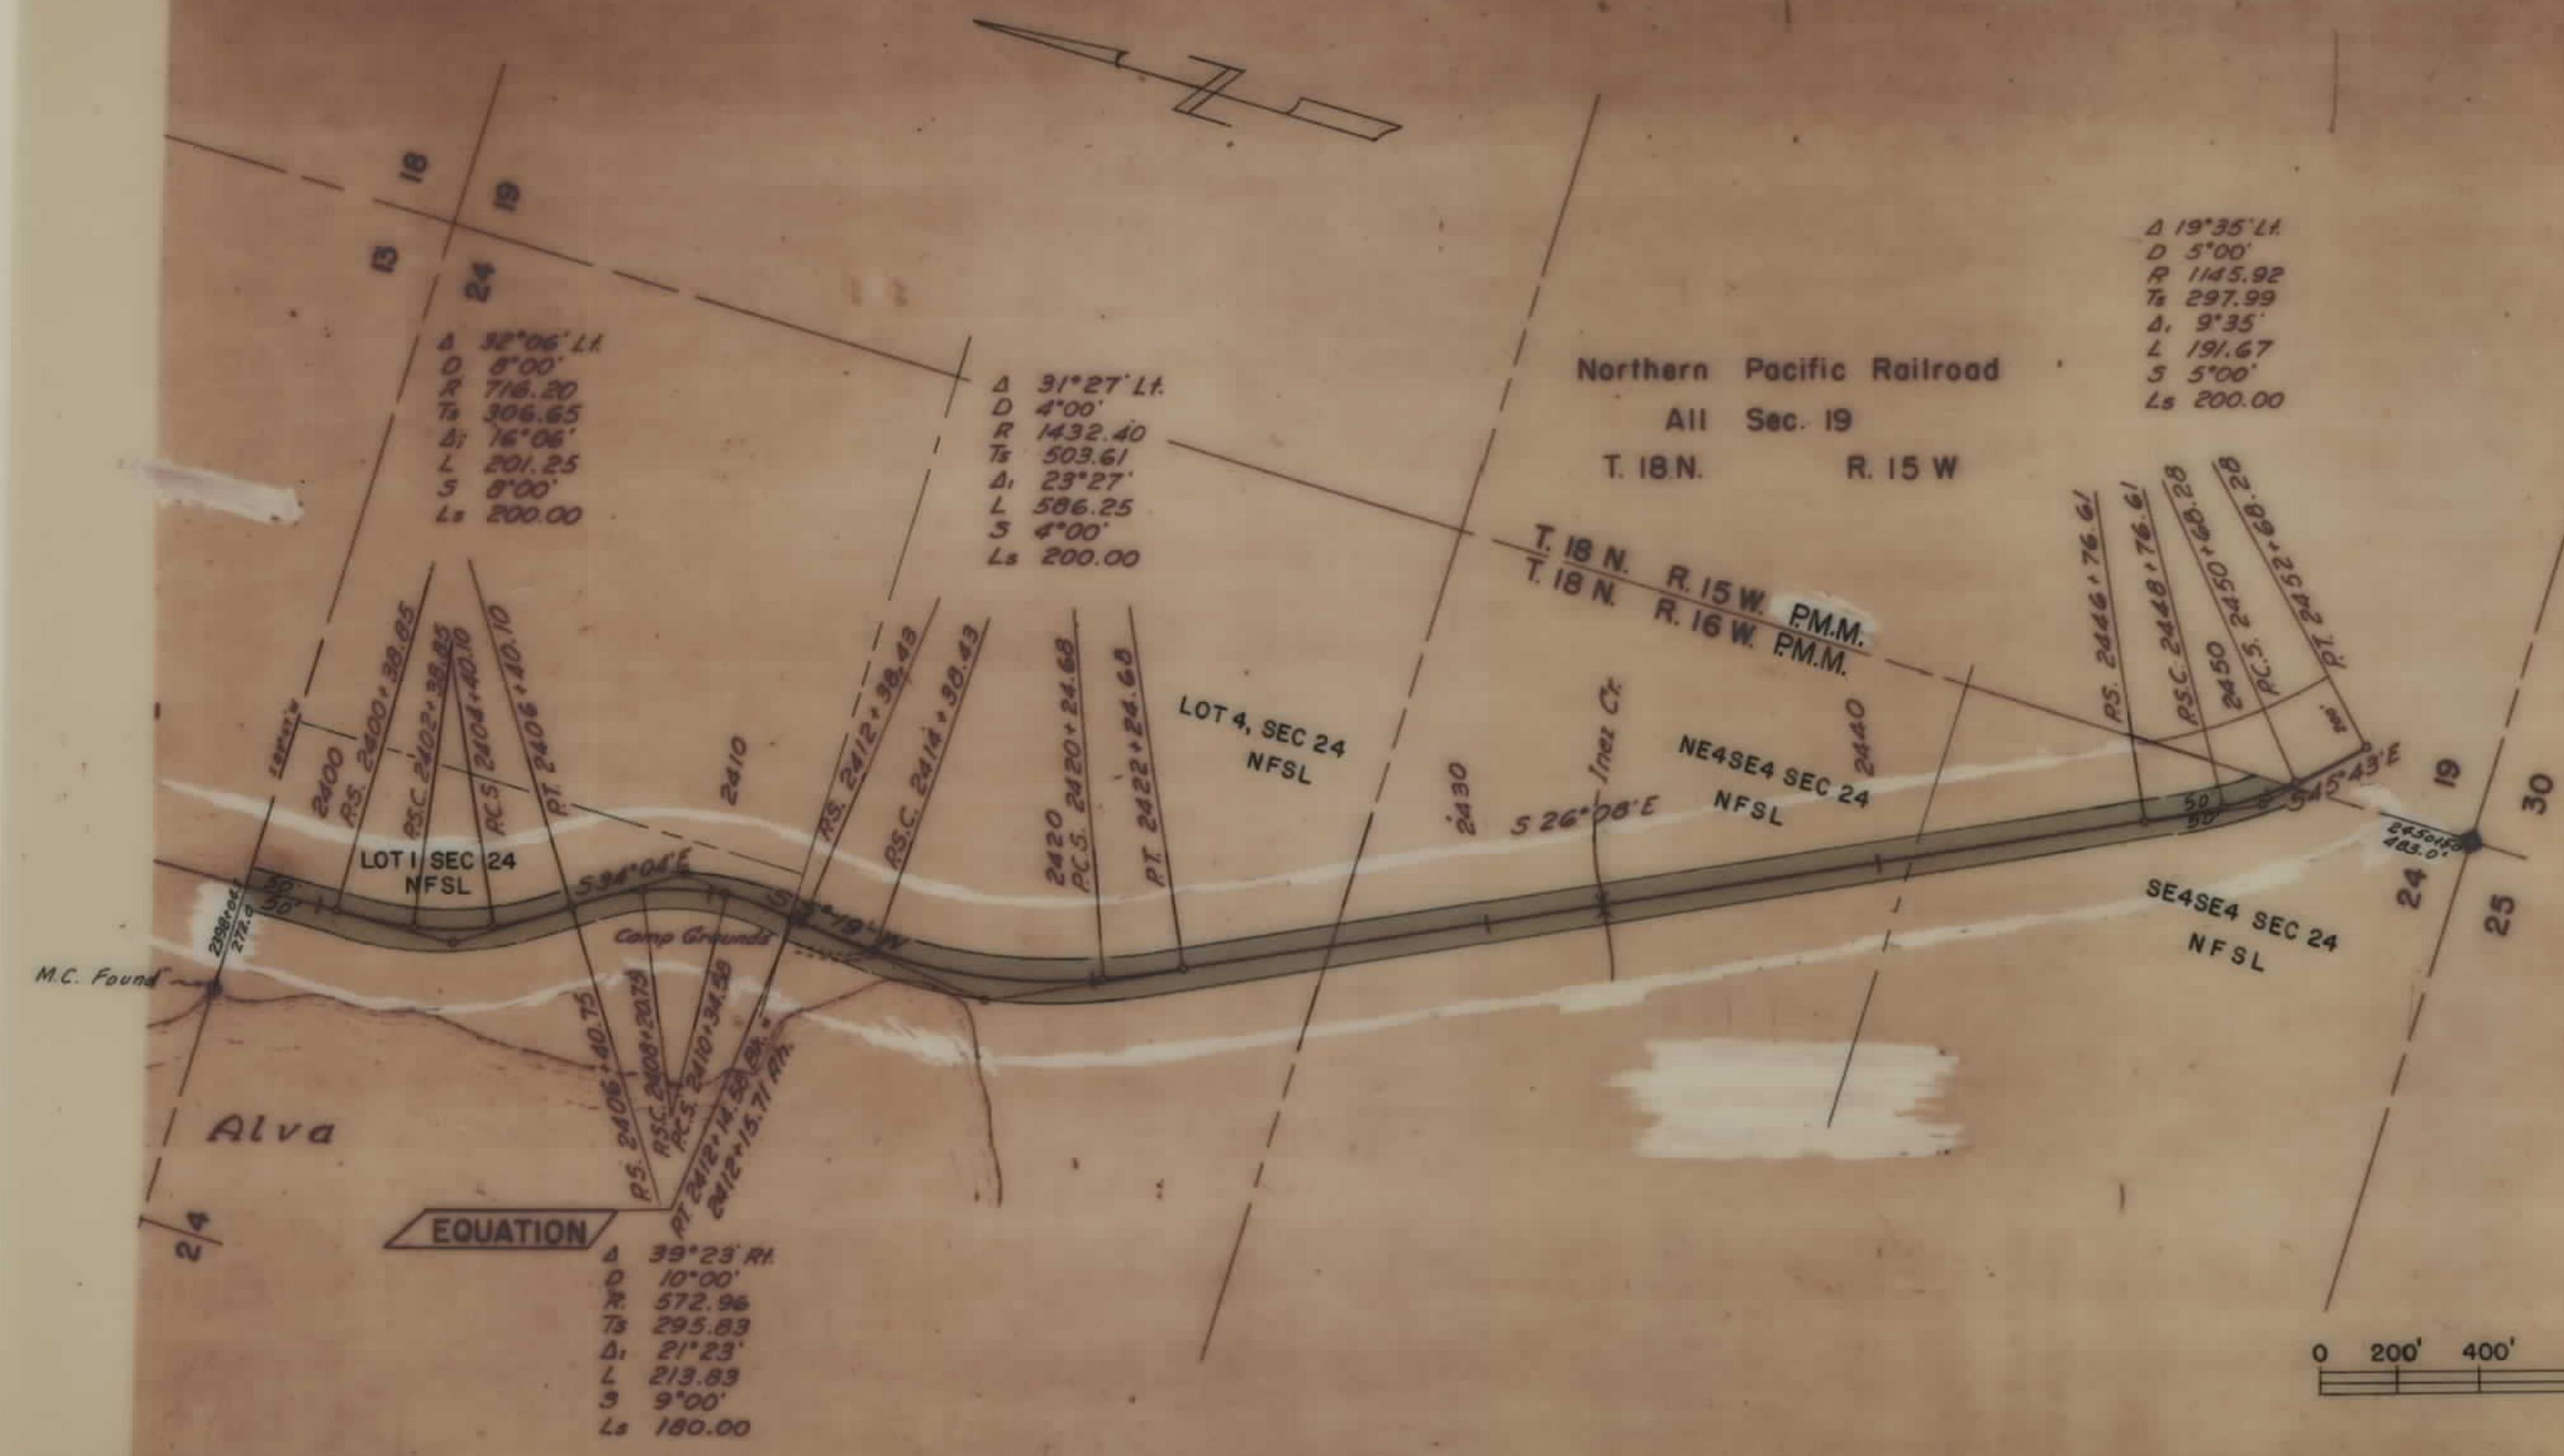 18
19
13
24
Δ 32°06' Lt.
D 8°00'
R 716.20
Ts 306.65
Δ1 16°06'
L 201.25
S 8°00'
Ls 200.00
Δ 31°27' Lt.
D 4°00'
R 1432.40
Ts 503.61
Δ1 23°27'
L 586.25
S 4°00'
Ls 200.00
Northern Pacific Railroad
All Sec. 19
T. 18 N. R. 15 W
Δ 19°35' Lt.
D 5°00'
R 1145.92
Ts 297.99
Δ1 9°35'
L 191.67
S 5°00'
Ls 200.00
T. 18 N. R. 15 W. P.M.M.
T. 18 N. R. 16 W. P.M.M.
2400
P.S. 2400+38.85
P.S.C. 2402+38.85
P.C.S. 2404+40.10
P.T. 2406+40.10
2410
P.S. 2412+38.43
P.S.C. 2414+38.43
2420
P.C.S. 2420+24.68
P.T. 2422+24.68
LOT 4, SEC 24
NFSL
2430
Inez Cr.
S 26°08' E
NE4SE4 SEC 24
NFSL
2440
P.S. 2446+76.61
P.S.C. 2448+76.61
2450
P.C.S. 2450+68.28
P.T. 2452+68.28
S 45°43' E
50'
50'
19
30
24
25
483.0'
SE4SE4 SEC 24
NFSL
LOT 1 SEC 24
NFSL
50'
50'
S 34°04' E
Camp Grounds
272.0
M.C. Found
Alva
2/4
P.S. 2406+40.75
P.S.C. 2408+20.75
P.C.S. 2410+34.58
P.T. 2412+14.58 Bk. =
2412+15.71 Ah.
EQUATION
Δ 39°23' Rt.
D 10°00'
R 572.96
Ts 295.83
Δ1 21°23'
L 213.83
S 9°00'
Ls 180.00
0 200' 400'